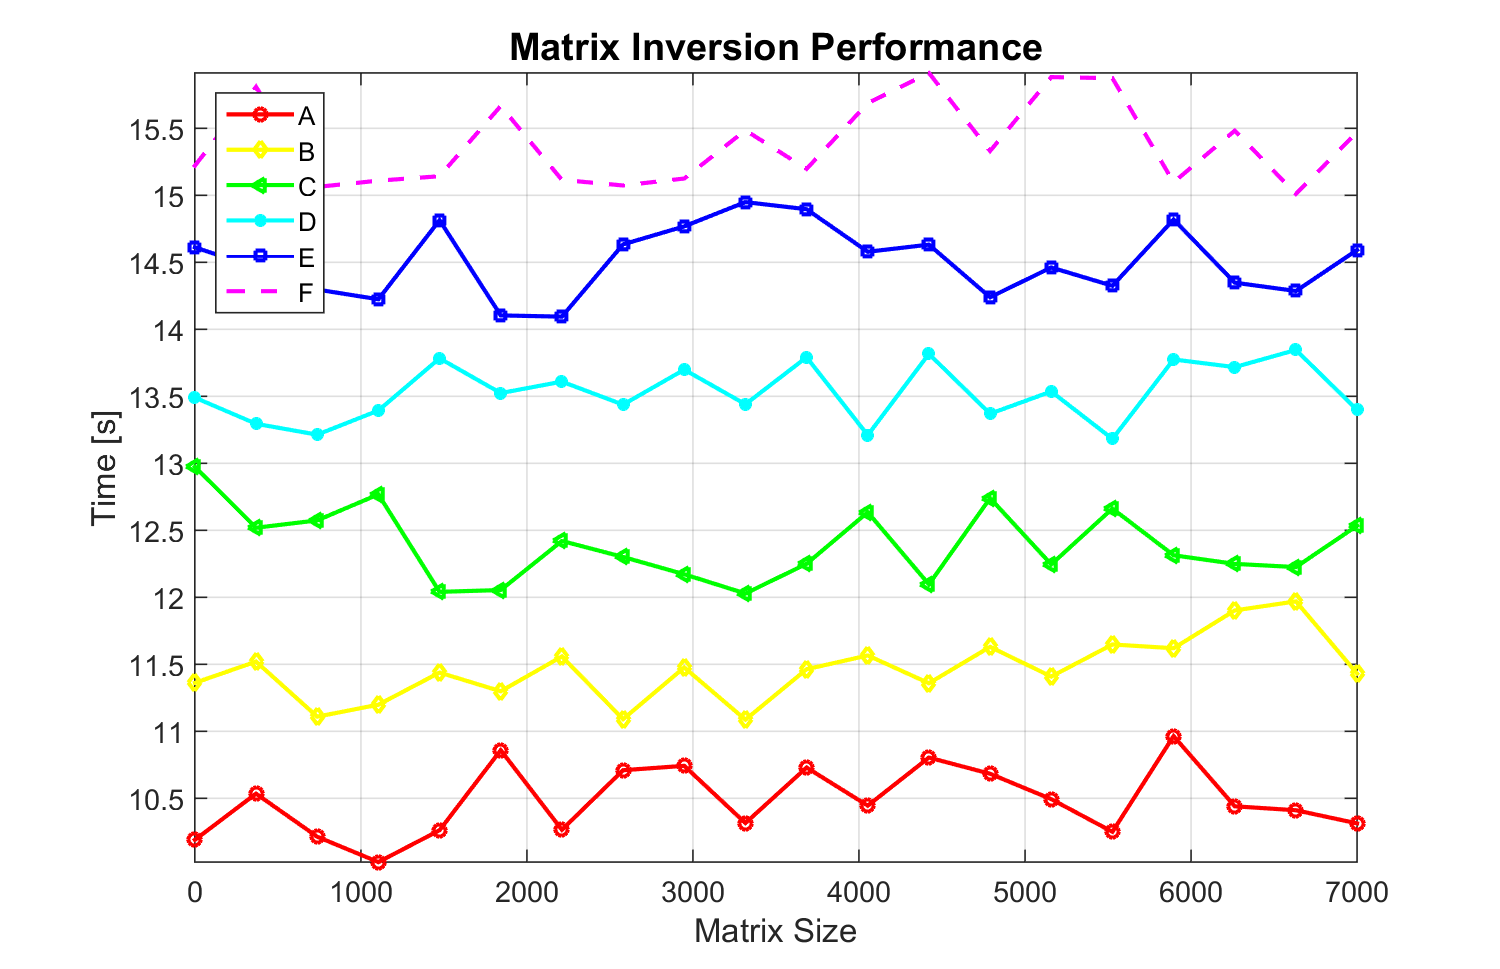 Matrix Inversion Performance
A
B
C
D
E
F
15.5
15
14.5
14
13.5
13
12.5
12
11.5
11
10.5
Time [s]
0 1000 2000 3000 4000 5000 6000 7000
Matrix Size